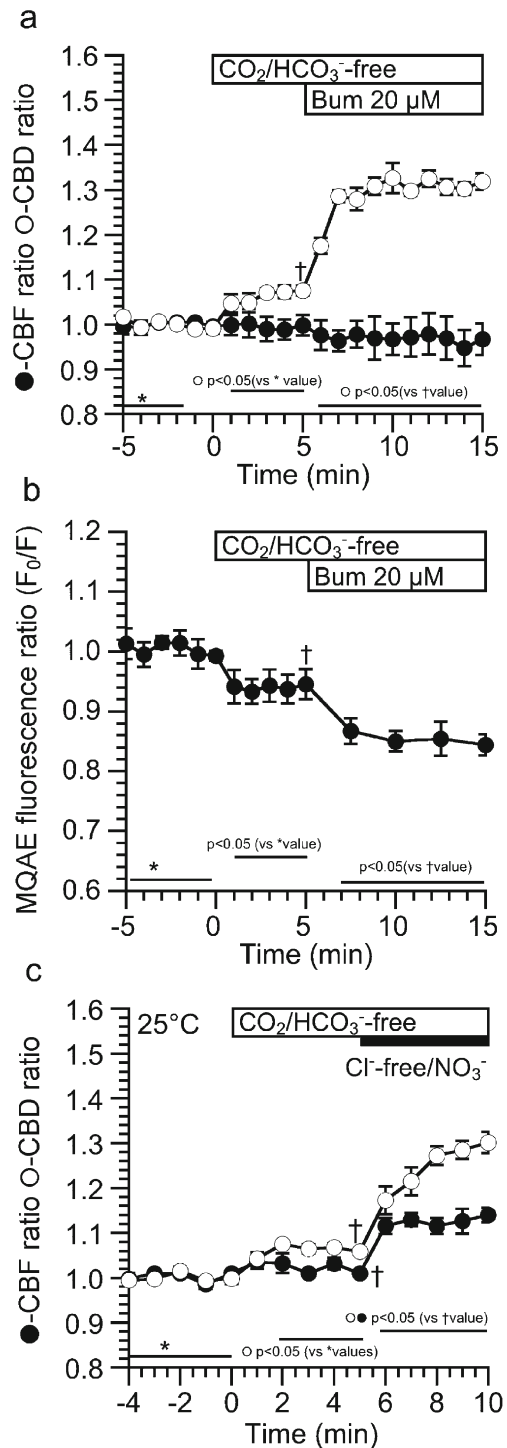 a
CO₂/HCO₃⁻-free
Bum 20 µM
●-CBF ratio O-CBD ratio
1.6
1.5
1.4
1.3
1.2
1.1
1.0
0.9
0.8
†
*
O p<0.05(vs * value)
O p<0.05(vs †value)
-5
0
5
10
15
Time (min)
b
CO₂/HCO₃⁻-free
Bum 20 µM
MQAE fluorescence ratio (F₀/F)
1.2
1.1
1.0
0.9
0.8
0.7
0.6
†
*
p<0.05 (vs *value)
p<0.05(vs †value)
-5
0
5
10
15
Time (min)
c
25°C
CO₂/HCO₃⁻-free
Cl⁻-free/NO₃⁻
●-CBF ratio O-CBD ratio
1.6
1.5
1.4
1.3
1.2
1.1
1.0
0.9
0.8
†
†
*
O p<0.05 (vs *values)
O● p<0.05 (vs †value)
-4
-2
0
2
4
6
8
10
Time (min)